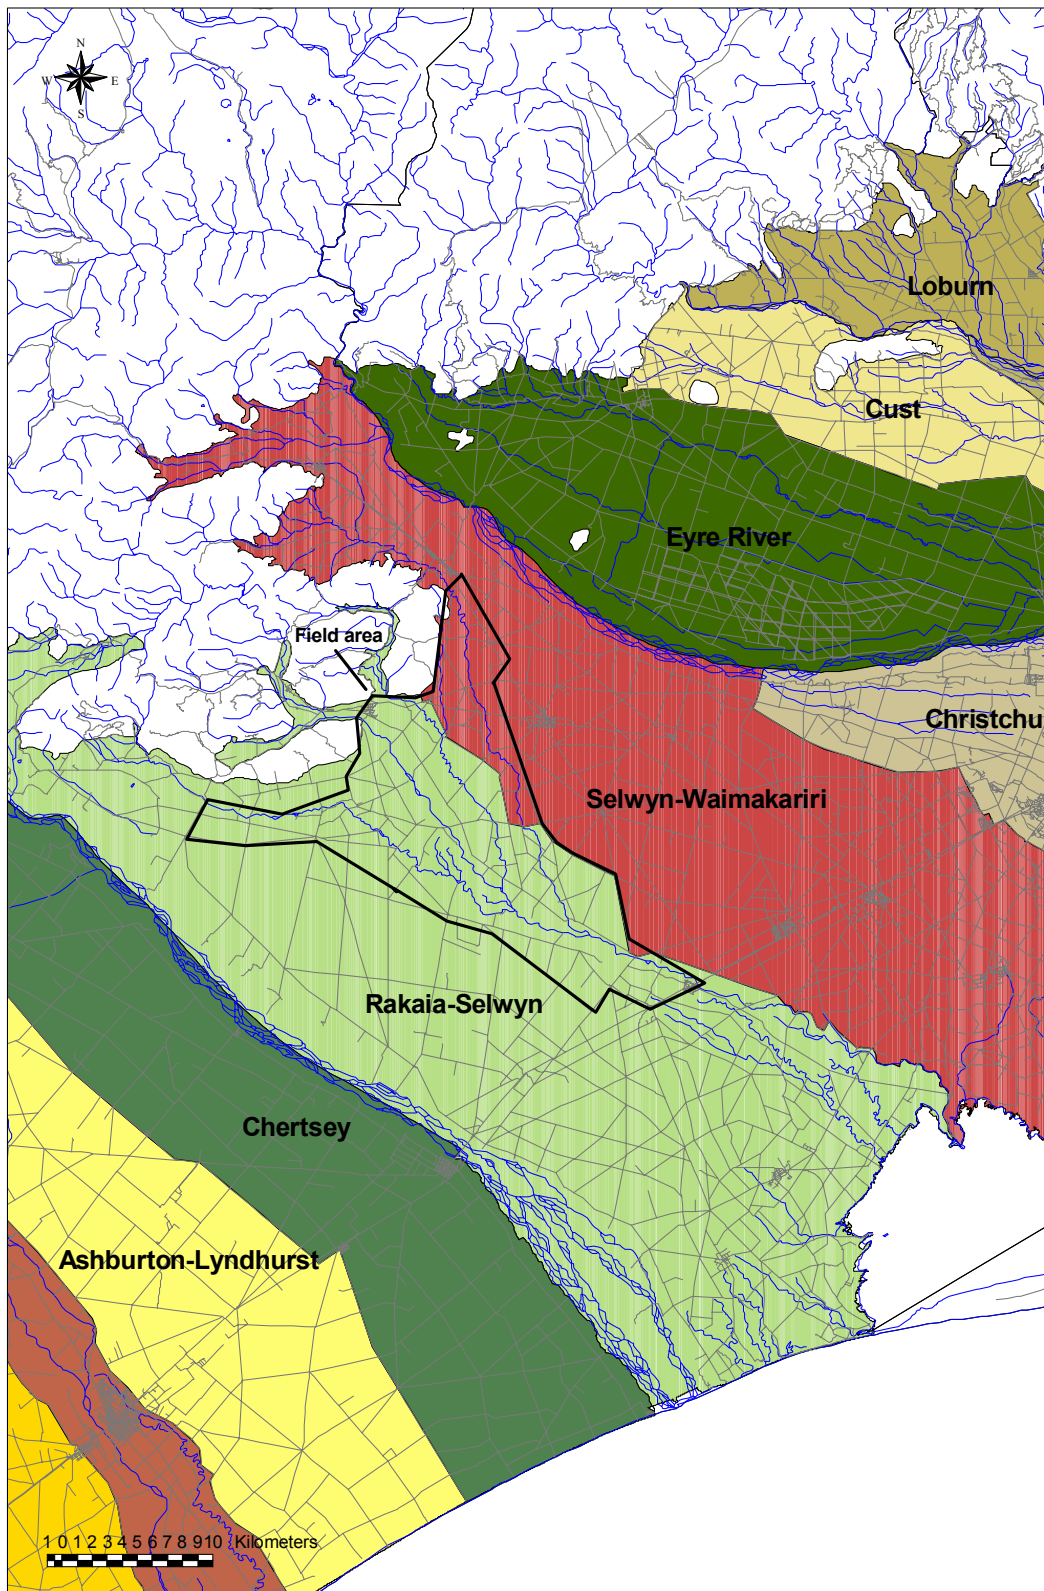 N
W E
S
Loburn
Cust
Eyre River
Field area
Christchu
Selwyn-Waimakariri
Rakaia-Selwyn
Chertsey
Ashburton-Lyndhurst
1 0 1 2 3 4 5 6 7 8 9 10 Kilometers